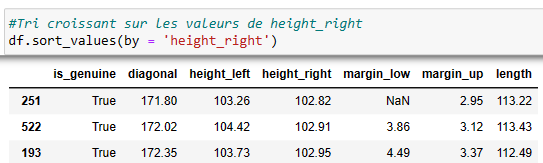 #Tri croissant sur les valeurs de height_right
df.sort_values(by = 'height_right')
is_genuine diagonal height_left height_right margin_low margin_up length
251 True 171.80 103.26 102.82 NaN 2.95 113.22
522 True 172.02 104.42 102.91 3.86 3.12 113.43
193 True 172.35 103.73 102.95 4.49 3.37 112.49